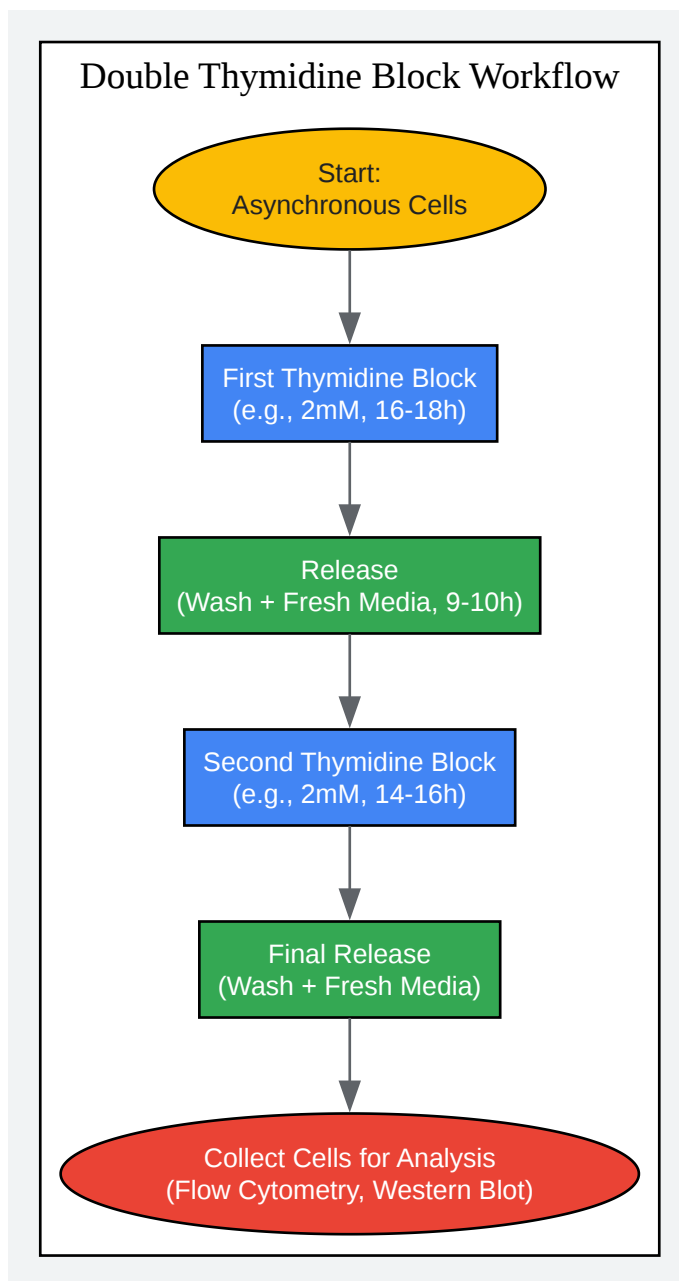 Double Thymidine Block Workflow
Start:
Asynchronous Cells
First Thymidine Block
(e.g., 2mM, 16-18h)
Release
(Wash + Fresh Media, 9-10h)
Second Thymidine Block
(e.g., 2mM, 14-16h)
Final Release
(Wash + Fresh Media)
Collect Cells for Analysis
(Flow Cytometry, Western Blot)